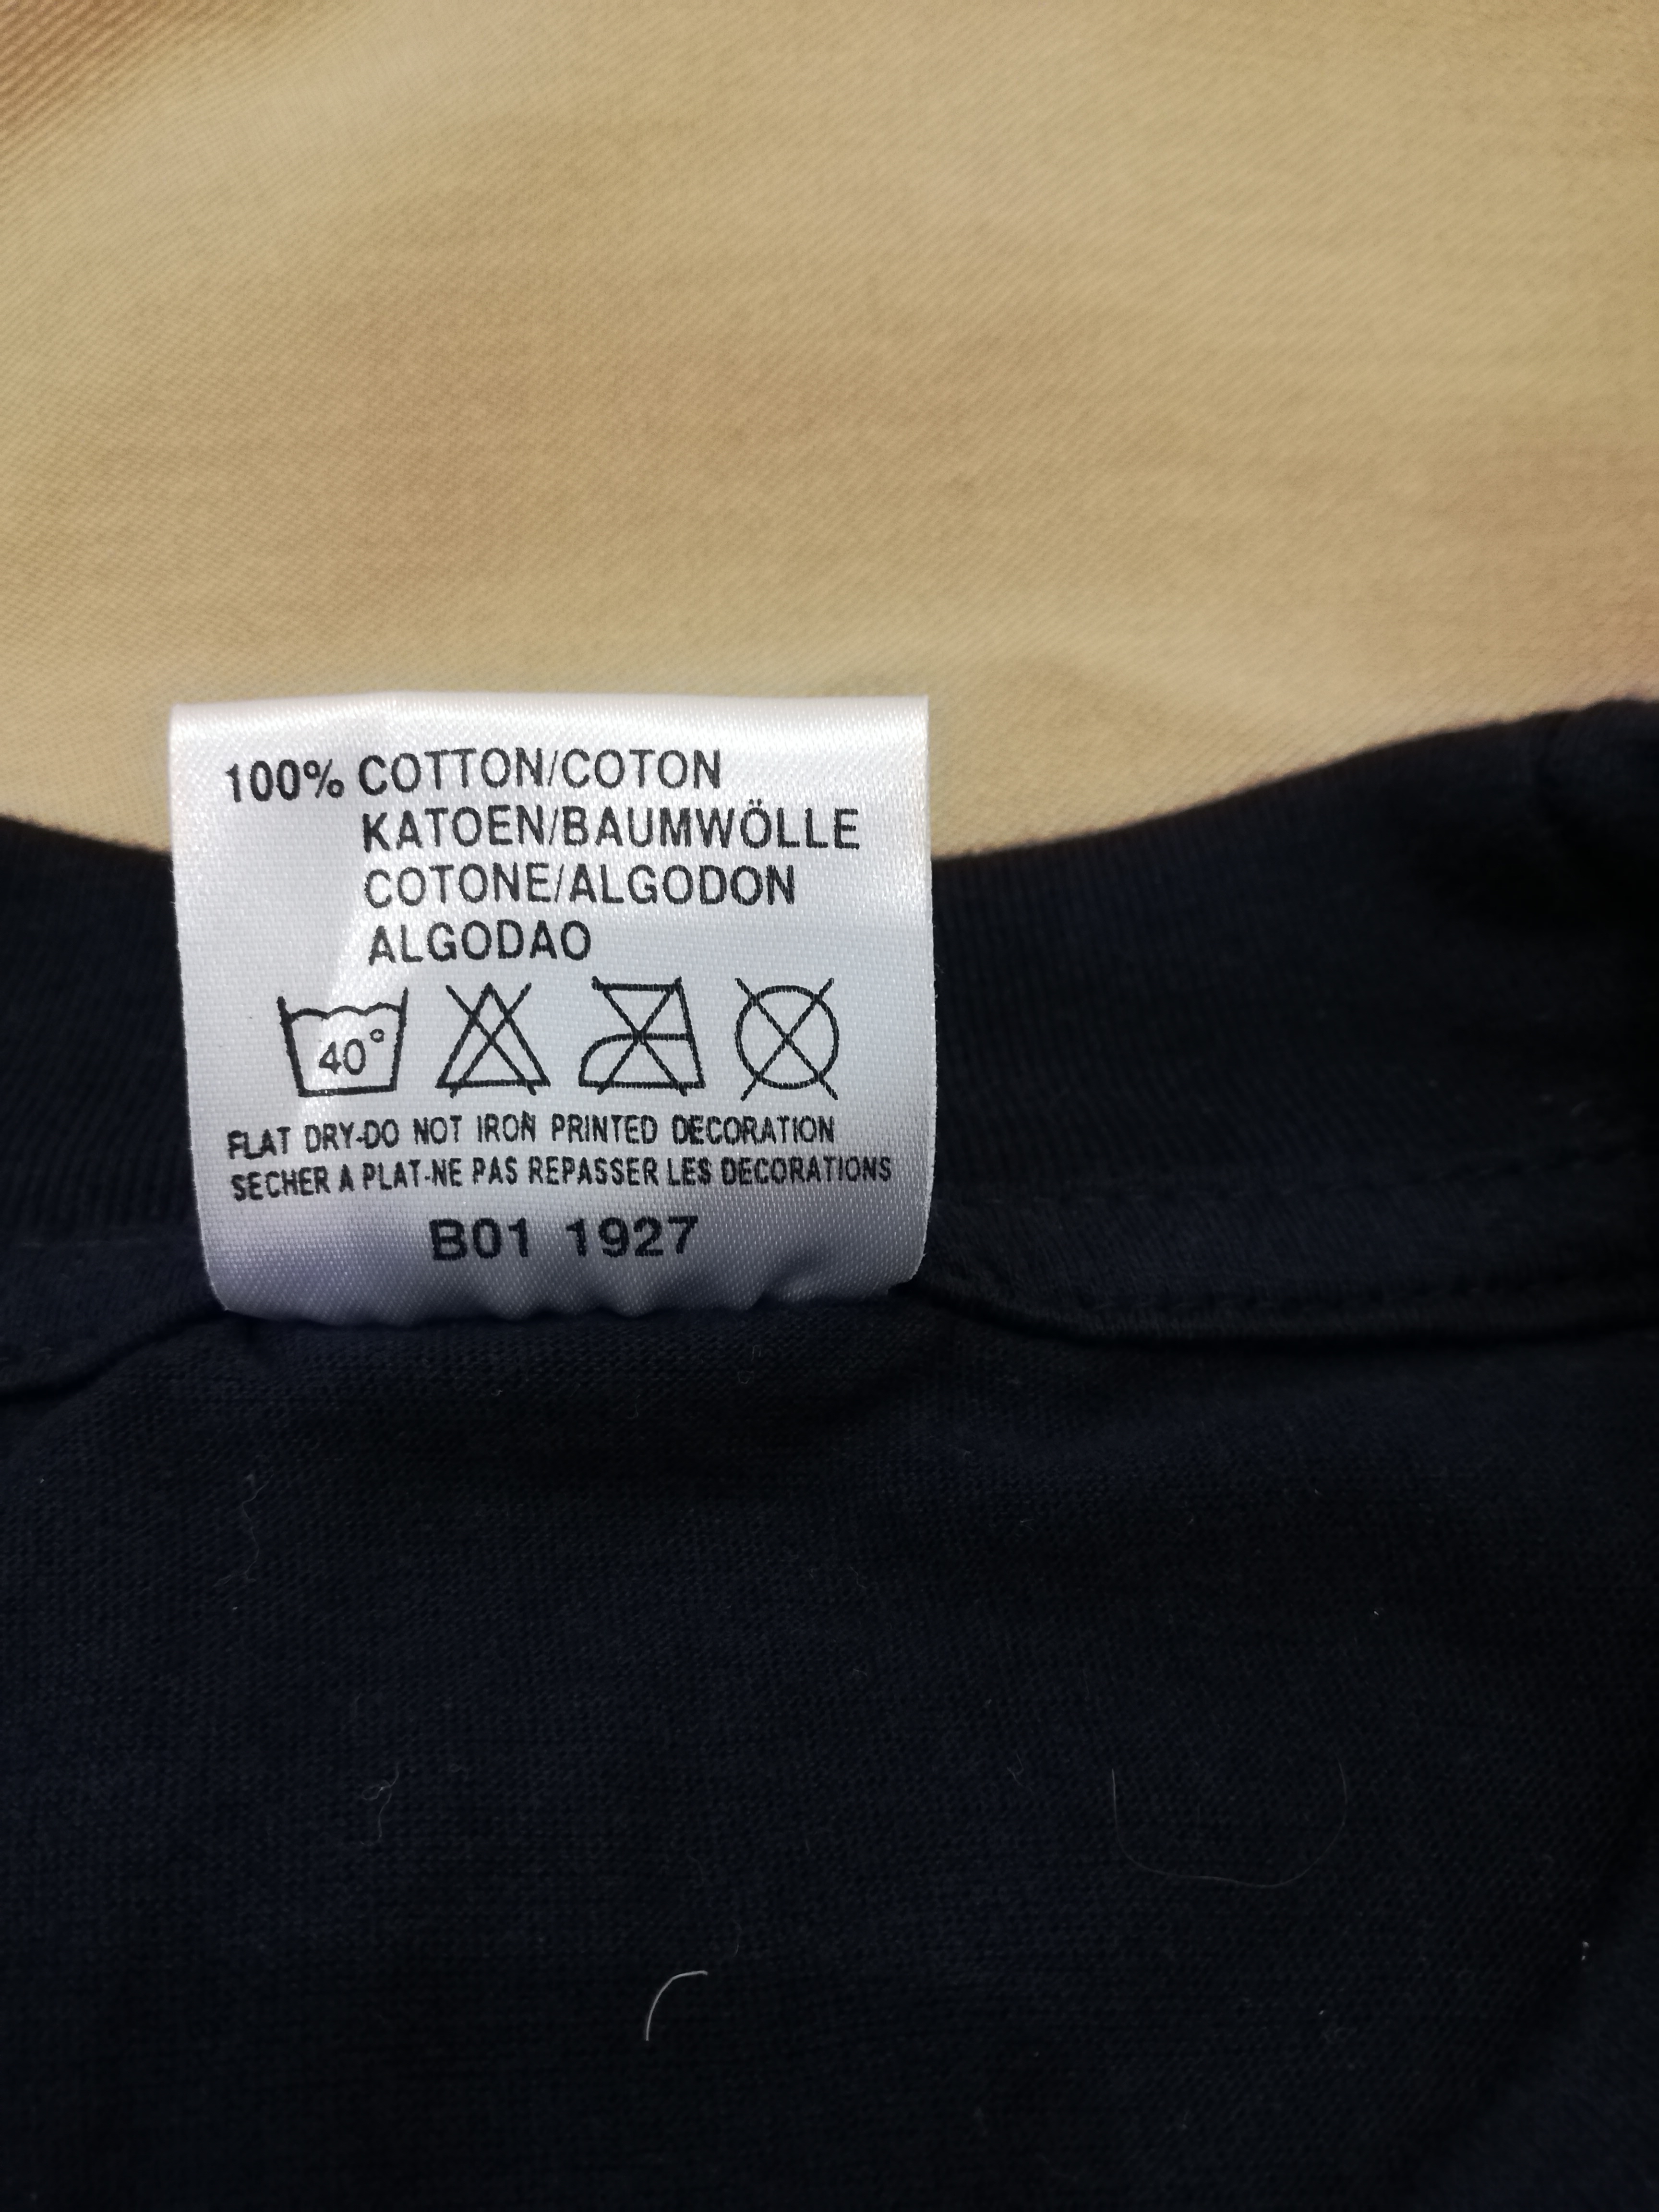 100% COTTON/COTON
KATOEN/BAUMWÖLLE
COTONE/ALGODON
ALGODAO
40°
FLAT DRY-DO NOT IRON PRINTED DECORATION
SECHER A PLAT-NE PAS REPASSER LES DECORATIONS
B01 1927